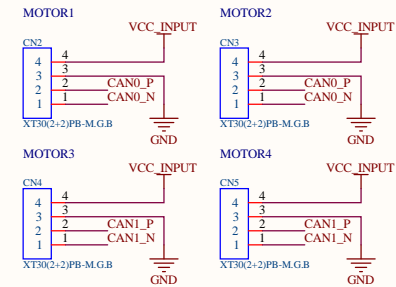 MOTOR1
VCC_INPUT
CN2
4 4
3 3
2 2 CAN0_P
1 1 CAN0_N
XT30(2+2)PB-M.G.B
GND
MOTOR2
VCC_INPUT
CN3
4 4
3 3
2 2 CAN0_P
1 1 CAN0_N
XT30(2+2)PB-M.G.B
GND
MOTOR3
VCC_INPUT
CN4
4 4
3 3
2 2 CAN1_P
1 1 CAN1_N
XT30(2+2)PB-M.G.B
GND
MOTOR4
VCC_INPUT
CN5
4 4
3 3
2 2 CAN1_P
1 1 CAN1_N
XT30(2+2)PB-M.G.B
GND